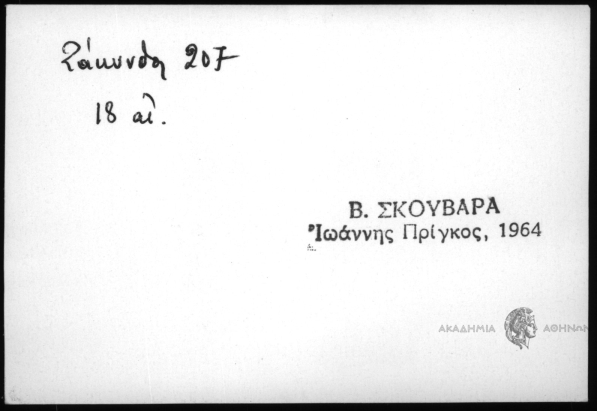 Ζάκυνθος 207
18 αἰ.
Β. ΣΚΟΥΒΑΡΑ
Ἰωάννης Πρίγκος, 1964
ΑΚΑΔΗΜΙΑ ΑΘΗΝΩΝ